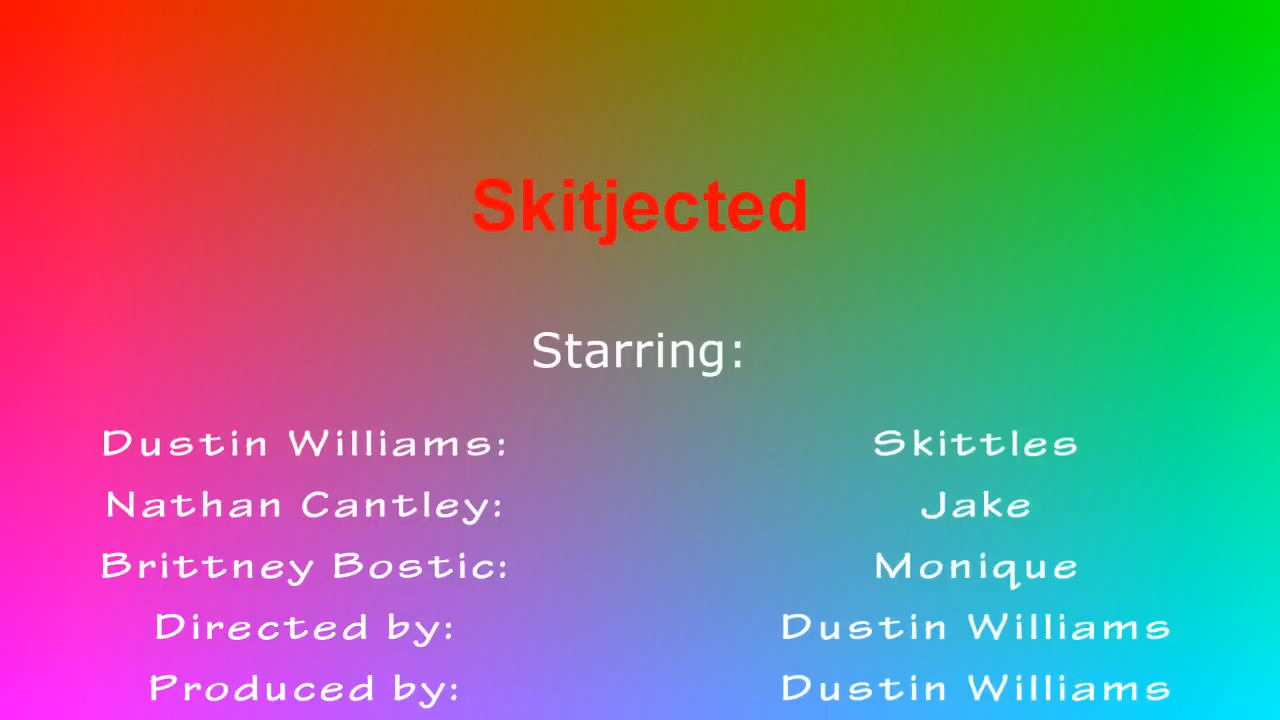 Skitjected
Starring:
Dustin Williams: Skittles
Nathan Cantley: Jake
Brittney Bostic: Monique
Directed by: Dustin Williams
Produced by: Dustin Williams